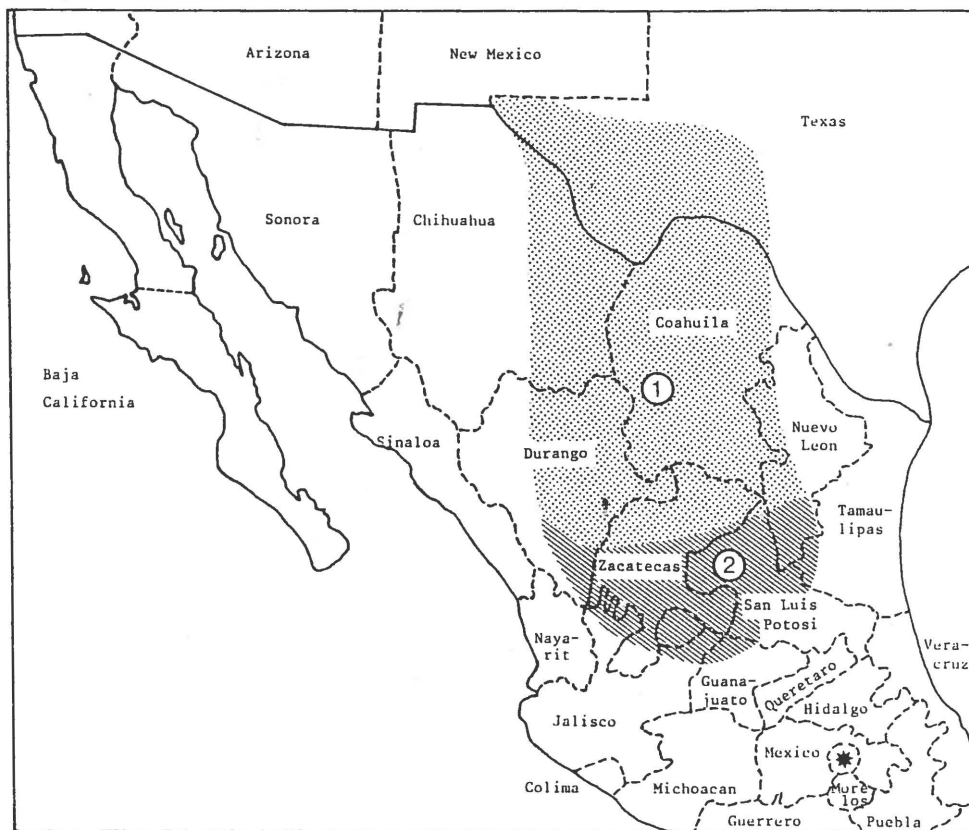 Arizona
New Mexico
Texas
Sonora
Chihuahua
Coahuila
Baja
California
1
Sinaloa
Durango
Nuevo
Leon
Tamau-
lipas
Zacatecas
2
San Luis
Potosi
Naya-
rit
Vera-
cruz
Guana-
juato
Queretaro
Hidalgo
Jalisco
Mexico
Colima
Michoacan
More
los
Guerrero
Puebla